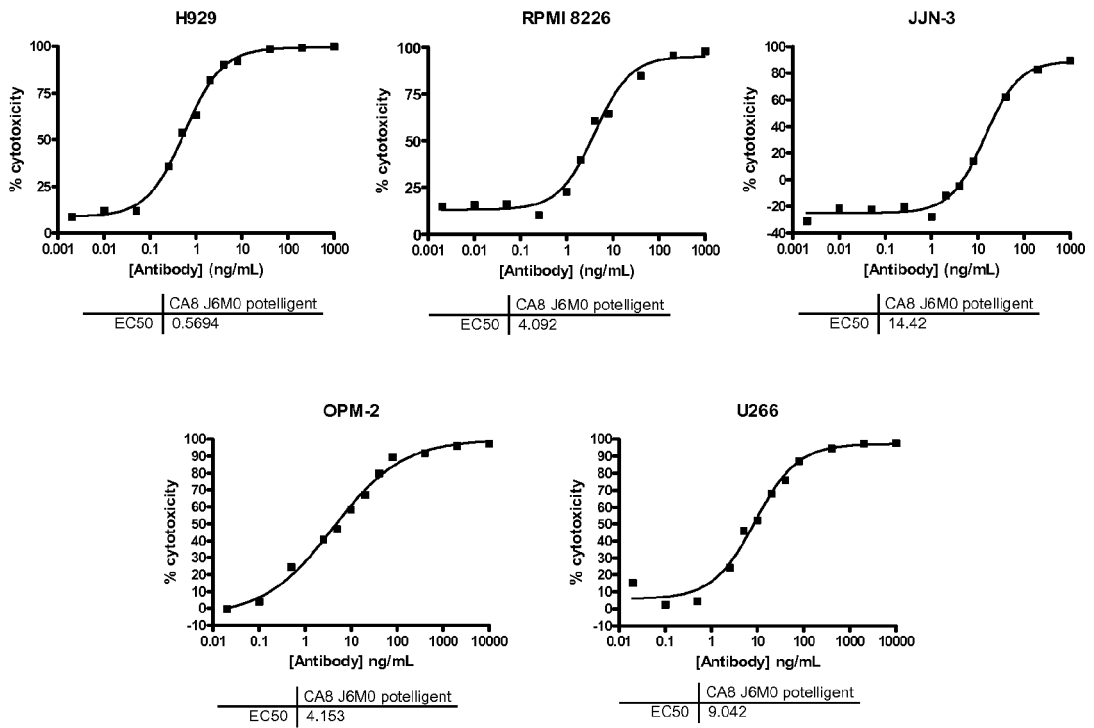 H929
100
75
50
25
0
% cytotoxicity
0.001 0.01 0.1 1 10 100 1000
[Antibody] (ng/mL)
CA8 J6M0 potelligent
EC50 0.5694
RPMI 8226
100
75
50
25
0
% cytotoxicity
0.001 0.01 0.1 1 10 100 1000
[Antibody] (ng/mL)
CA8 J6M0 potelligent
EC50 4.092
JJN-3
100
80
60
40
20
0
-20
-40
% cytotoxicity
0.001 0.01 0.1 1 10 100 1000
[Antibody] (ng/mL)
CA8 J6M0 potelligent
EC50 14.42
OPM-2
100
90
80
70
60
50
40
30
20
10
0
-10
% cytotoxicity
0.01 0.1 1 10 100 1000 10000
[Antibody] ng/mL
CA8 J6M0 potelligent
EC50 4.153
U266
100
90
80
70
60
50
40
30
20
10
0
-10
% cytotoxicity
0.01 0.1 1 10 100 1000 10000
[Antibody] ng/mL
CA8 J6M0 potelligent
EC50 9.042